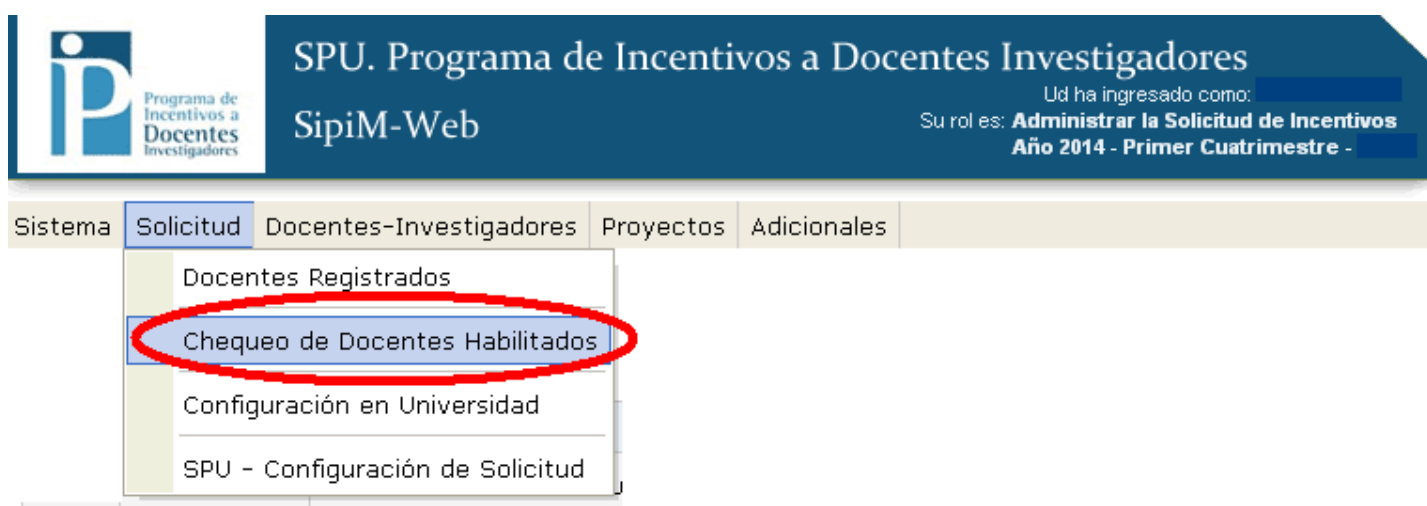 Programa de
Incentivos a
Docentes
Investigadores
SPU. Programa de Incentivos a Docentes Investigadores
SipiM-Web
Ud ha ingresado como:
Su rol es: Administrar la Solicitud de Incentivos
Año 2014 - Primer Cuatrimestre -
Sistema Solicitud Docentes-Investigadores Proyectos Adicionales
Docentes Registrados
Chequeo de Docentes Habilitados
Configuración en Universidad
SPU - Configuración de Solicitud